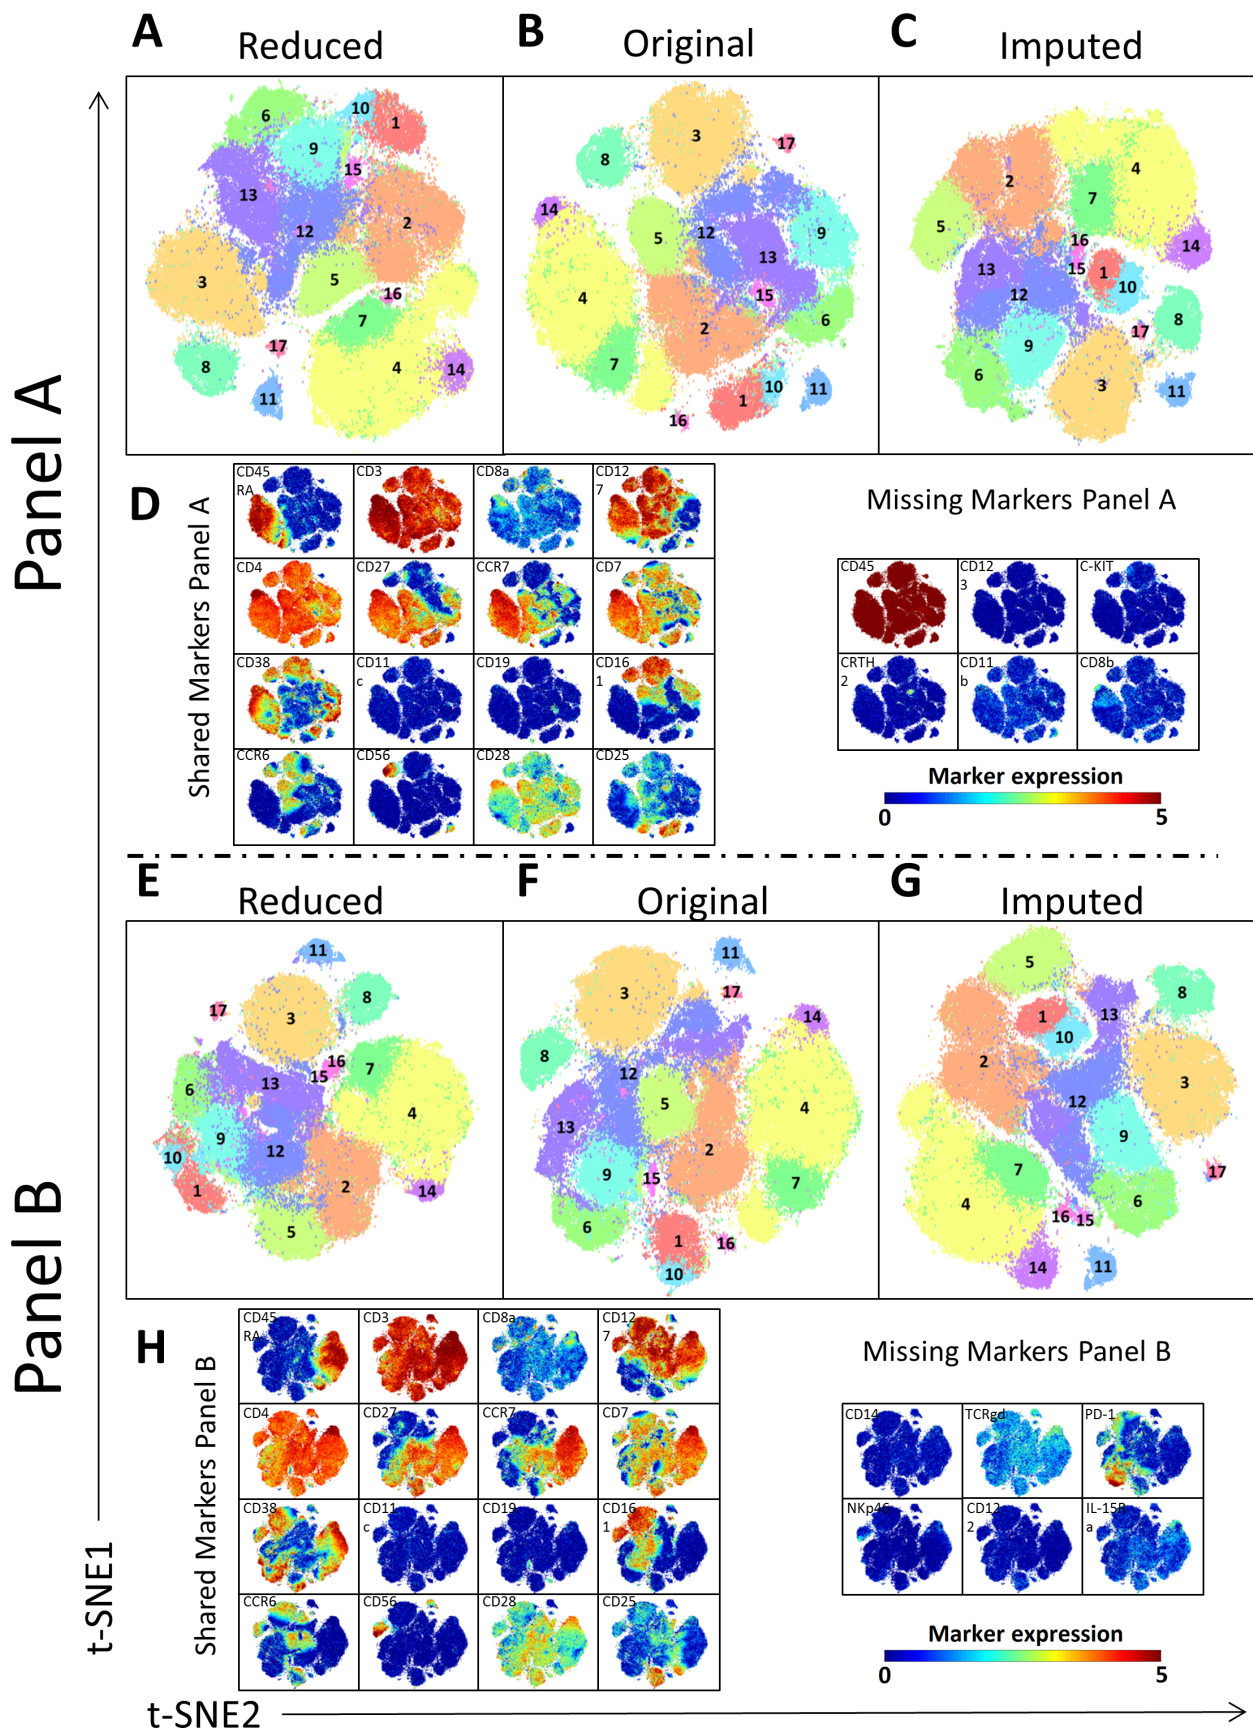 A
Reduced
B
Original
C
Imputed
6
10
1
9
15
13
2
12
3
5
16
7
17
8
4
14
11
3
17
8
14
5
12
9
13
15
4
2
6
7
1
10
11
16
4
2
7
5
16
14
13
15
1
10
12
17
8
9
6
3
11
Panel A
D
Shared Markers Panel A
CD45
RA
CD3
CD8a
CD12
7
CD4
CD27
CCR7
CD7
CD38
CD11
c
CD19
CD16
1
CCR6
CD56
CD28
CD25
Missing Markers Panel A
CD45
CD12
3
C-KIT
CRTH
2
CD11
b
CD8b
Marker expression
0
5
E
Reduced
F
Original
G
Imputed
11
8
17
3
16
7
15
13
6
4
9
12
10
1
2
14
5
11
3
17
14
8
12
5
4
13
2
9
15
7
6
1
16
10
5
8
1
13
10
2
3
12
9
7
17
4
6
16
15
14
11
Panel B
H
Shared Markers Panel B
CD45
RA
CD3
CD8a
CD12
7
CD4
CD27
CCR7
CD7
CD38
CD11
c
CD19
CD16
1
CCR6
CD56
CD28
CD25
Missing Markers Panel B
CD14
TCRgd
PD-1
NKp46
CD12
2
IL-15R
a
Marker expression
0
5
t-SNE1
t-SNE2